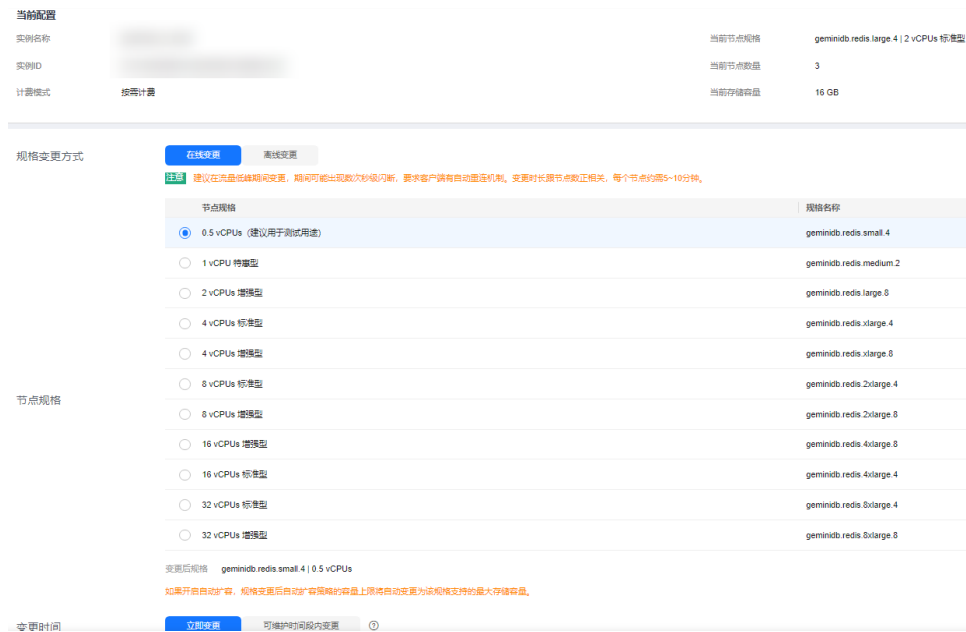 当前配置
实例名称
当前节点规格 geminidb.redis.large.4 | 2 vCPUs 标准型
实例ID
当前节点数量 3
计费模式 按需计费
当前存储容量 16 GB
规格变更方式 在线变更 离线变更
注意 建议在流量低峰期间变更，期间可能出现数次秒级闪断，要求客户端有自动重连机制。变更时长跟节点数正相关，每个节点约需5~10分钟。
节点规格 规格名称
0.5 vCPUs（建议用于测试用途） geminidb.redis.small.4
1 vCPU 特惠型 geminidb.redis.medium.2
2 vCPUs 增强型 geminidb.redis.large.8
4 vCPUs 标准型 geminidb.redis.xlarge.4
4 vCPUs 增强型 geminidb.redis.xlarge.8
8 vCPUs 标准型 geminidb.redis.2xlarge.4
节点规格
8 vCPUs 增强型 geminidb.redis.2xlarge.8
16 vCPUs 增强型 geminidb.redis.4xlarge.8
16 vCPUs 标准型 geminidb.redis.4xlarge.4
32 vCPUs 标准型 geminidb.redis.8xlarge.4
32 vCPUs 增强型 geminidb.redis.8xlarge.8
变更后规格 geminidb.redis.small.4 | 0.5 vCPUs
如果开启自动扩容，规格变更后自动扩容策略的容量上限将自动变更为该规格支持的最大存储容量。
变更时间 立即变更 可维护时间段内变更 ?